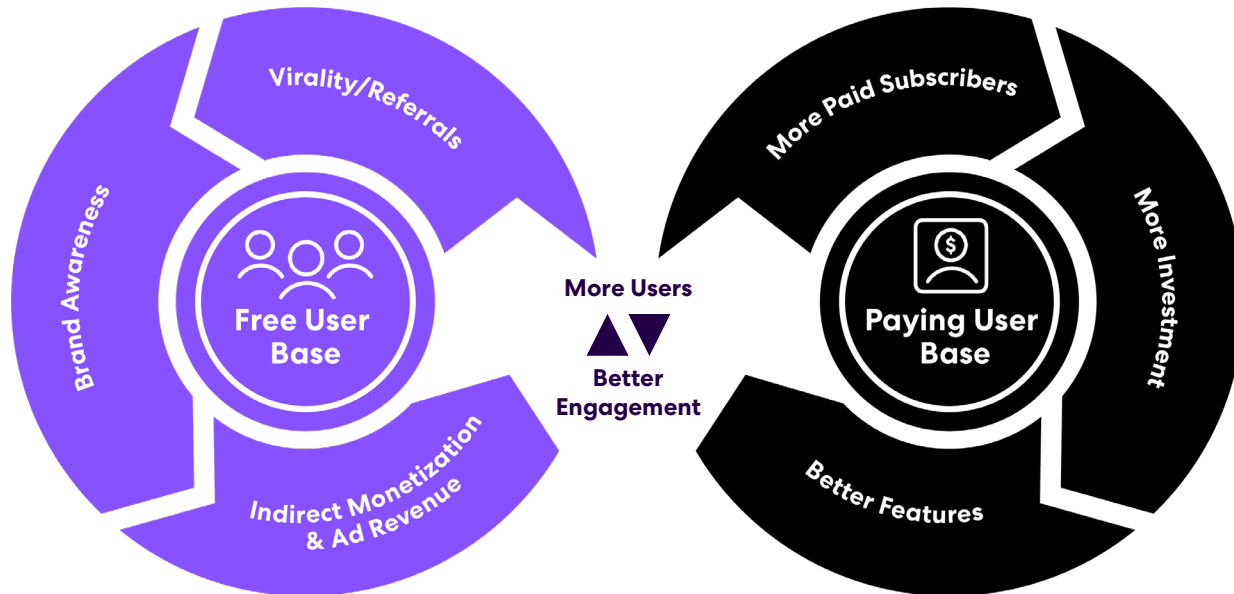 Virality/Referrals
Brand Awareness
Free User
Base
Indirect Monetization
& Ad Revenue
More Users
Better
Engagement
More Paid Subscribers
More Investment
$
Paying User
Base
Better Features